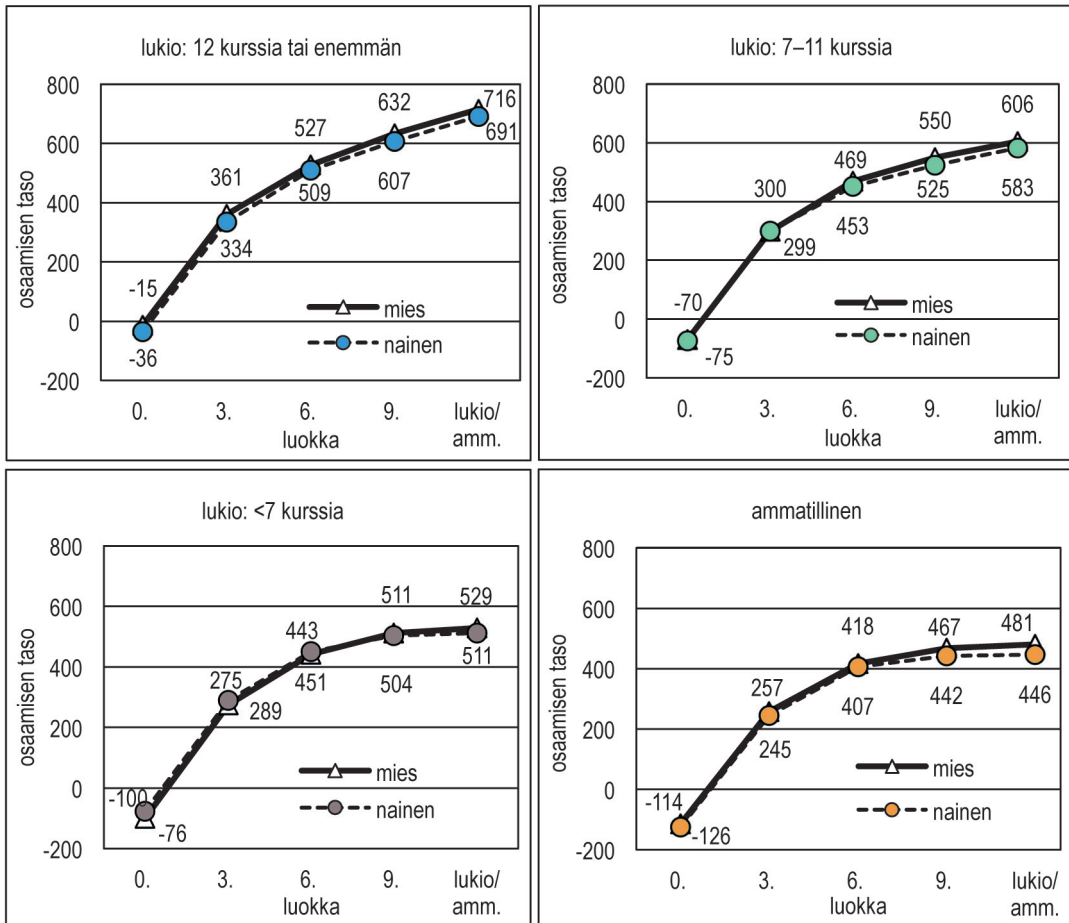 lukio: 12 kurssia tai enemmän
osaamisen taso
800
600
400
200
0
-200
-15
361
527
632
716
-36
334
509
607
691
mies
nainen
0.
3.
6.
9.
lukio/
luokka
amm.
lukio: 7–11 kurssia
osaamisen taso
800
600
400
200
0
-200
-70
300
469
550
606
-75
299
453
525
583
mies
nainen
0.
3.
6.
9.
lukio/
luokka
amm.
lukio: <7 kurssia
osaamisen taso
800
600
400
200
0
-200
-100
275
443
511
529
-76
289
451
504
511
mies
nainen
0.
3.
6.
9.
lukio/
luokka
amm.
ammatillinen
osaamisen taso
800
600
400
200
0
-200
-114
257
418
467
481
-126
245
407
442
446
mies
nainen
0.
3.
6.
9.
lukio/
luokka
amm.